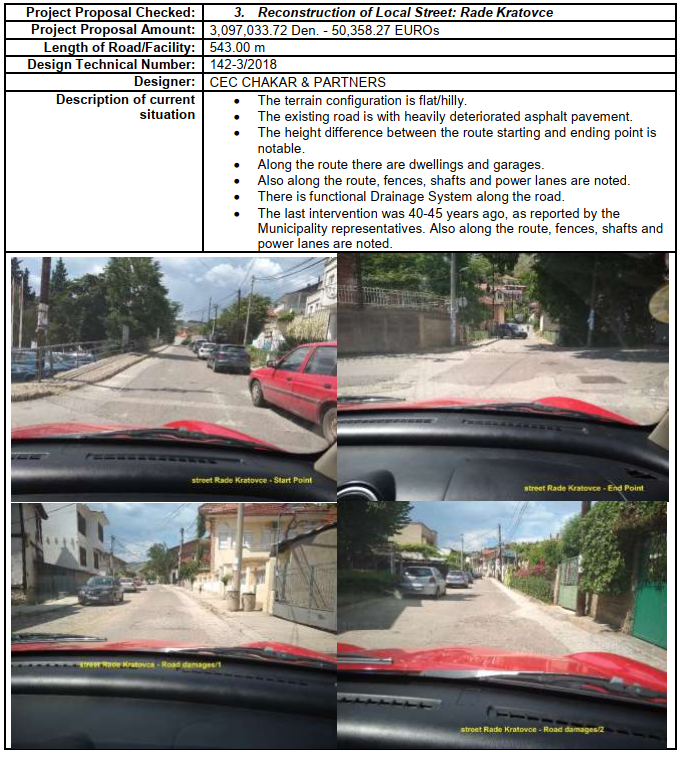 Project Proposal Checked: 3. Reconstruction of Local Street: Rade Kratovce
Project Proposal Amount: 3,097,033.72 Den. - 50,358.27 EUROs
Length of Road/Facility: 543.00 m
Design Technical Number: 142-3/2018
Designer: CEC CHAKAR & PARTNERS
Description of current situation
• The terrain configuration is flat/hilly.
• The existing road is with heavily deteriorated asphalt pavement.
• The height difference between the route starting and ending point is
notable.
• Along the route there are dwellings and garages.
• Also along the route, fences, shafts and power lanes are noted.
• There is functional Drainage System along the road.
• The last intervention was 40-45 years ago, as reported by the
Municipality representatives. Also along the route, fences, shafts and
power lanes are noted.
street Rade Kratovce - Start Point
street Rade Kratovce - End Point
street Rade Kratovce - Road damages/1
street Rade Kratovce - Road damages/2